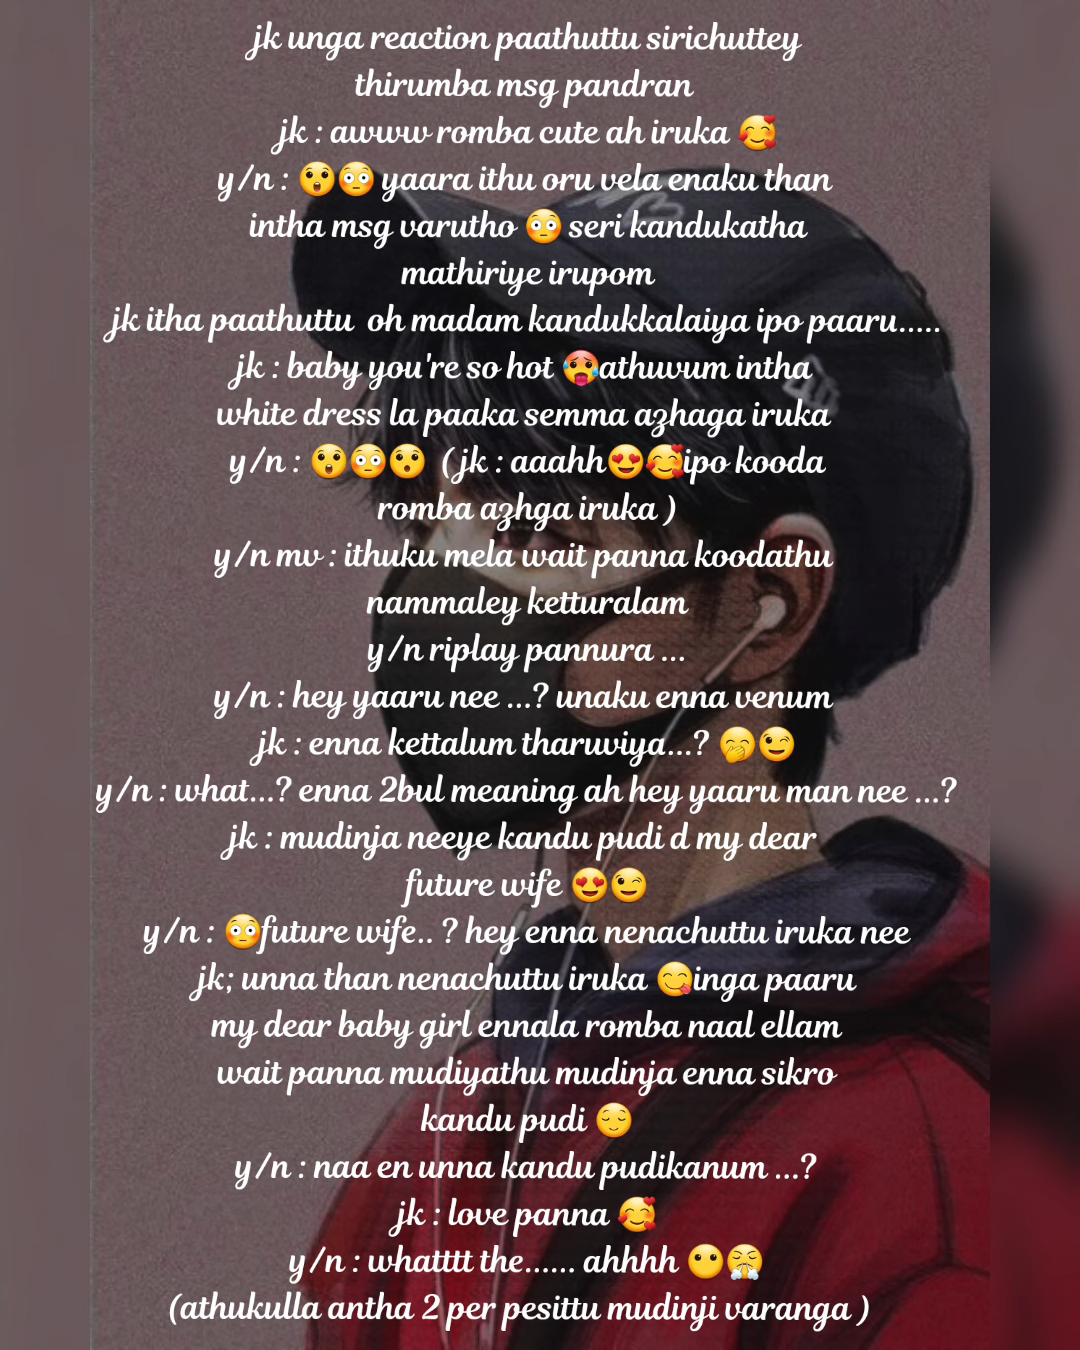 jk unga reaction paathuttu sirichuttey
thirumba msg pandran
jk : awww romba cute ah iruka 🥰
y/n : 😲😳 yaara ithu oru vela enaku than
intha msg varutho 😳 seri kandukatha
mathiriye irupom
jk itha paathuttu oh madam kandukkalaiya ipo paaru.....
jk : baby you're so hot 🥵athuvum intha
white dress la paaka semma azhaga iruka
y/n : 😲😳😯 (jk : aaahh😍🥰ipo kooda
romba azhga iruka )
y/n mv : ithuku mela wait panna koodathu
nammaley ketturalam
y/n riplay pannura ...
y/n : hey yaaru nee ...? unaku enna venum
jk : enna kettalum tharuviya...? 🤭😉
y/n : what...? enna 2bul meaning ah hey yaaru man nee ...?
jk : mudinja neeye kandu pudi d my dear
future wife 😍😉
y/n : 😳future wife.. ? hey enna nenachuttu iruka nee
jk; unna than nenachuttu iruka 😋inga paaru
my dear baby girl ennala romba naal ellam
wait panna mudiyathu mudinja enna sikro
kandu pudi 😌
y/n : naa en unna kandu pudikanum ...?
jk : love panna 🥰
y/n : whatttt the...... ahhhh 😶😤
(athukulla antha 2 per pesittu mudinji varanga )